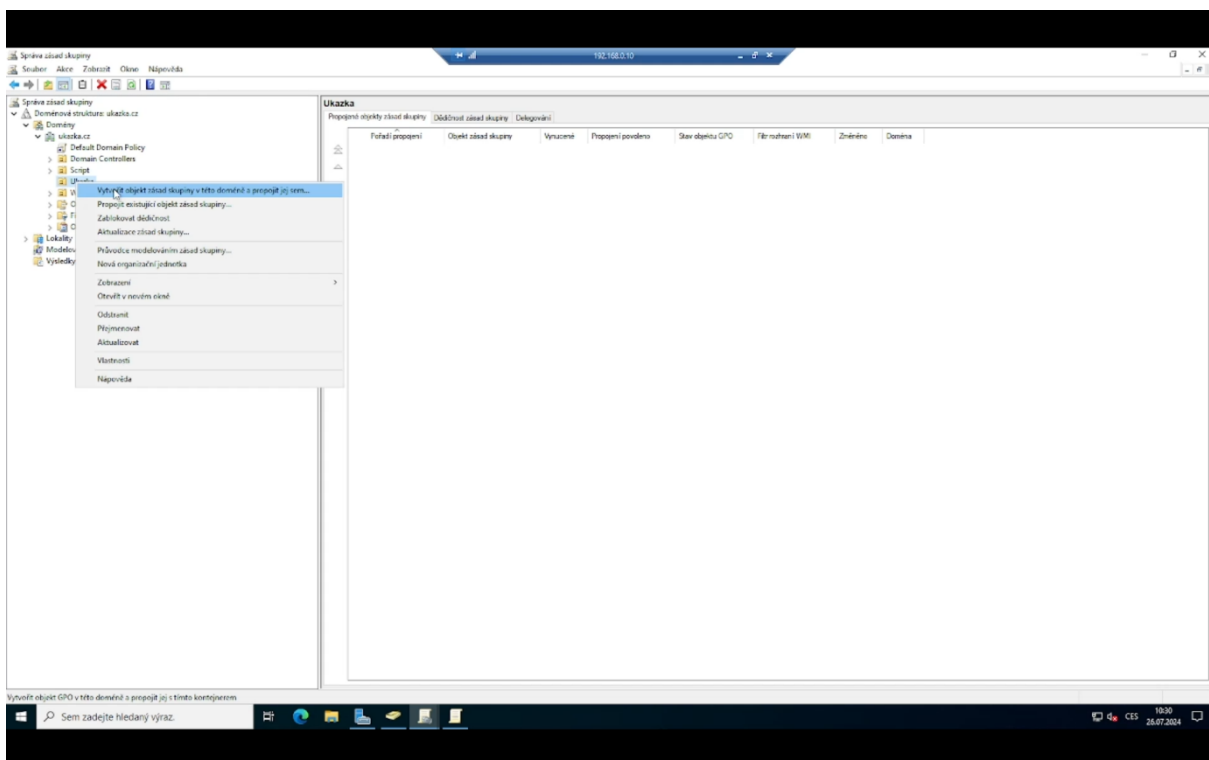 Správa zásad skupiny
192.168.0.10
Soubor Akce Zobrazit Okno Nápověda
Správa zásad skupiny
Doménová struktura: ukazka.cz
Domény
ukazka.cz
Default Domain Policy
Domain Controllers
Script
Ukazka
Lokality
Výsledky
Vytvořit objekt zásad skupiny v této doméně a propojit jej sem...
Propojit existující objekt zásad skupiny...
Zablokovat dědičnost
Aktualizace zásad skupiny...
Průvodce modelováním zásad skupiny...
Nová organizační jednotka
Zobrazení
Otevřít v novém okně
Odstranit
Přejmenovat
Aktualizovat
Vlastnosti
Nápověda
Ukazka
Propojené objekty zásad skupiny Dědičnost zásad skupiny Delegování
Pořadí propojení Objekt zásad skupiny Vynucené Propojení povoleno Stav objektu GPO Filtr rozhraní WMI Změněno Doména
Vytvořit objekt GPO v této doméně a propojit jej s tímto kontejnerem
Sem zadejte hledaný výraz.
CES
10:30
26.07.2024